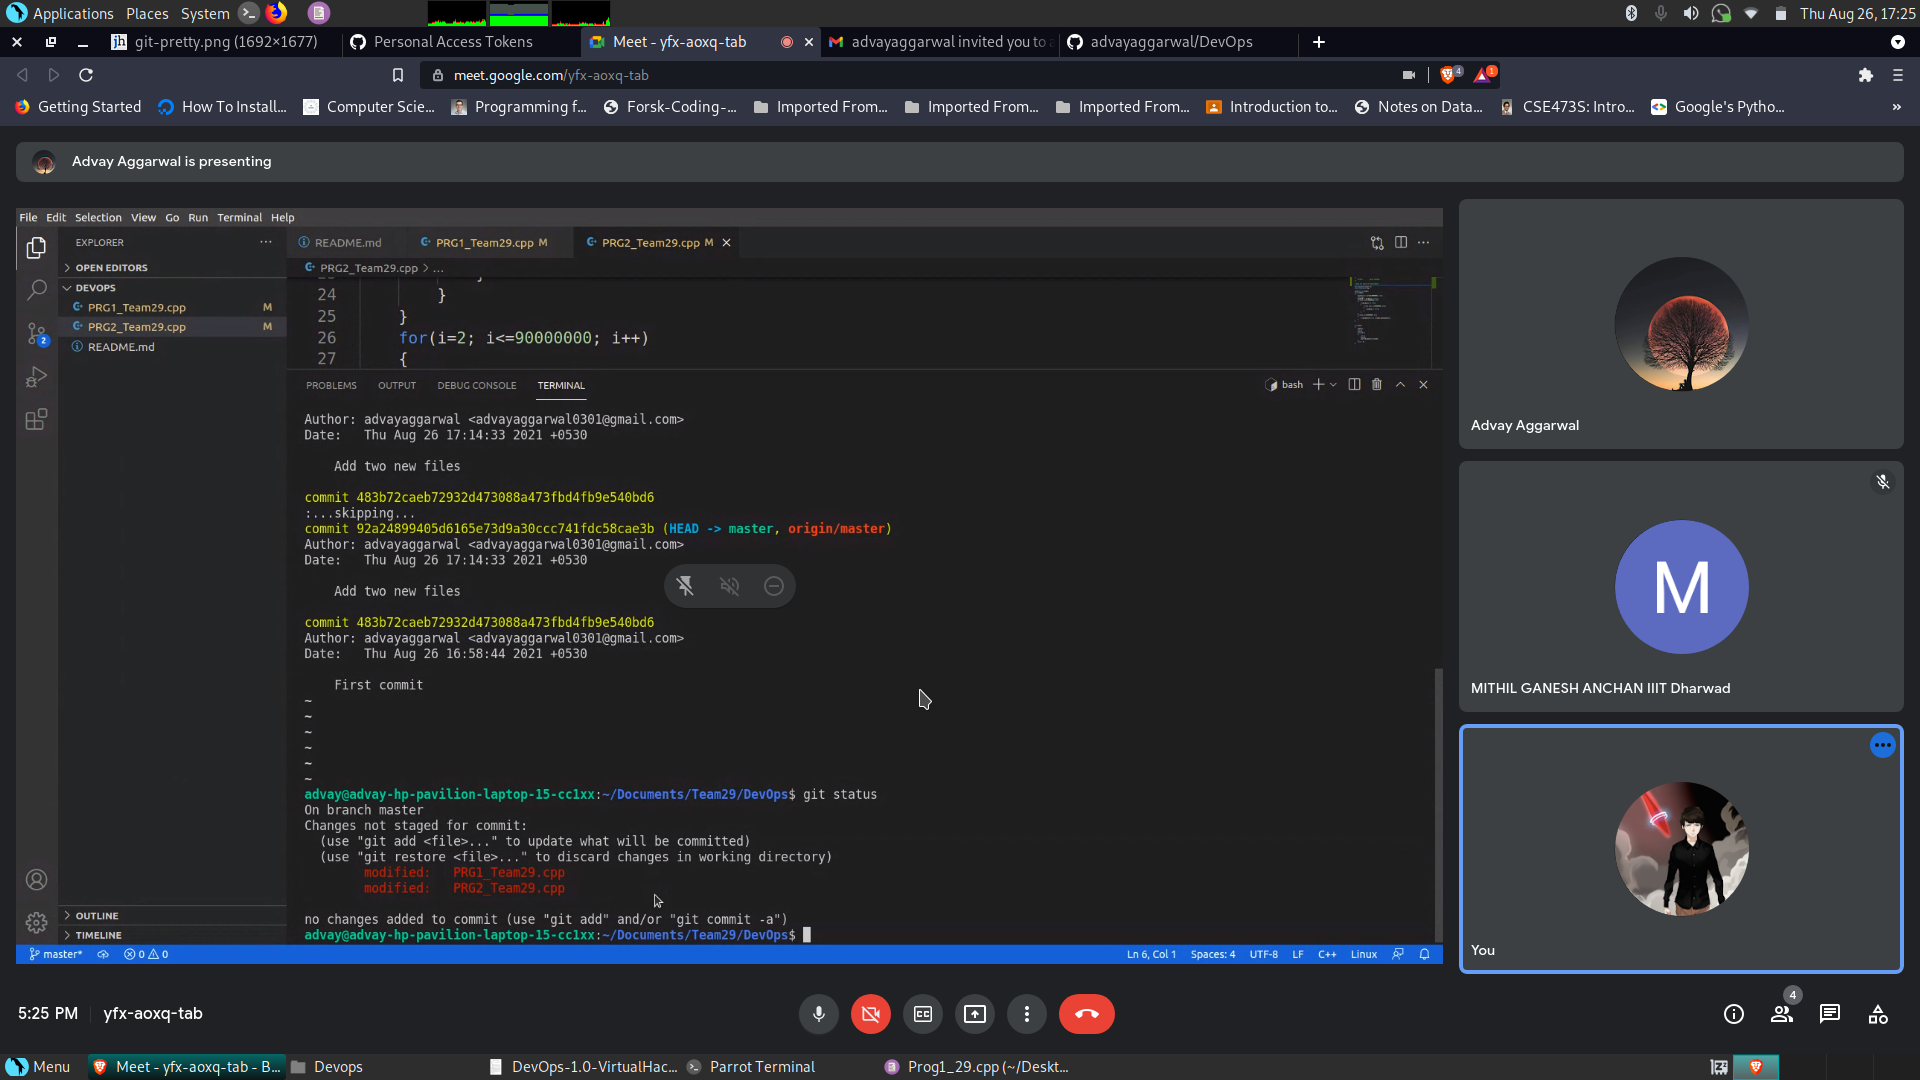 Applications Places System
Thu Aug 26, 17:25
git-pretty.png (1692×1677)
Personal Access Tokens
Meet - yfx-aoxq-tab
advayaggarwal invited you to a
advayaggarwal/DevOps
meet.google.com/yfx-aoxq-tab
4
1
Getting Started
How To Install...
Computer Scie...
Programming f...
Forsk-Coding-...
Imported From...
Imported From...
Imported From...
Introduction to...
Notes on Data...
CSE473S: Intro...
Google's Pytho...
Advay Aggarwal is presenting
File Edit Selection View Go Run Terminal Help
EXPLORER
README.md
PRG1_Team29.cpp M
PRG2_Team29.cpp M
OPEN EDITORS
PRG2_Team29.cpp > ...
DEVOPS
PRG1_Team29.cpp M
PRG2_Team29.cpp M
README.md
2
24 }
25 }
26 for(i=2; i<=90000000; i++)
27 {
PROBLEMS OUTPUT DEBUG CONSOLE TERMINAL
bash
Author: advayaggarwal <advayaggarwal0301@gmail.com>
Date: Thu Aug 26 17:14:33 2021 +0530
Add two new files
commit 483b72caeb72932d473088a473fbd4fb9e540bd6
:...skipping...
commit 92a24899405d6165e73d9a30ccc741fdc58cae3b (HEAD -> master, origin/master)
Author: advayaggarwal <advayaggarwal0301@gmail.com>
Date: Thu Aug 26 17:14:33 2021 +0530
Add two new files
commit 483b72caeb72932d473088a473fbd4fb9e540bd6
Author: advayaggarwal <advayaggarwal0301@gmail.com>
Date: Thu Aug 26 16:58:44 2021 +0530
First commit
~
~
~
~
~
~
advay@advay-hp-pavilion-laptop-15-cc1xx:~/Documents/Team29/DevOps$ git status
On branch master
Changes not staged for commit:
(use "git add <file>..." to update what will be committed)
(use "git restore <file>..." to discard changes in working directory)
modified: PRG1_Team29.cpp
modified: PRG2_Team29.cpp
no changes added to commit (use "git add" and/or "git commit -a")
advay@advay-hp-pavilion-laptop-15-cc1xx:~/Documents/Team29/DevOps$
OUTLINE
TIMELINE
master* 0 0
Ln 6, Col 1 Spaces: 4 UTF-8 LF C++ Linux
Advay Aggarwal
M
MITHIL GANESH ANCHAN IIIT Dharwad
You
5:25 PM yfx-aoxq-tab
4
Menu
Meet - yfx-aoxq-tab - B...
Devops
DevOps-1.0-VirtualHac...
Parrot Terminal
Prog1_29.cpp (~/Deskt...